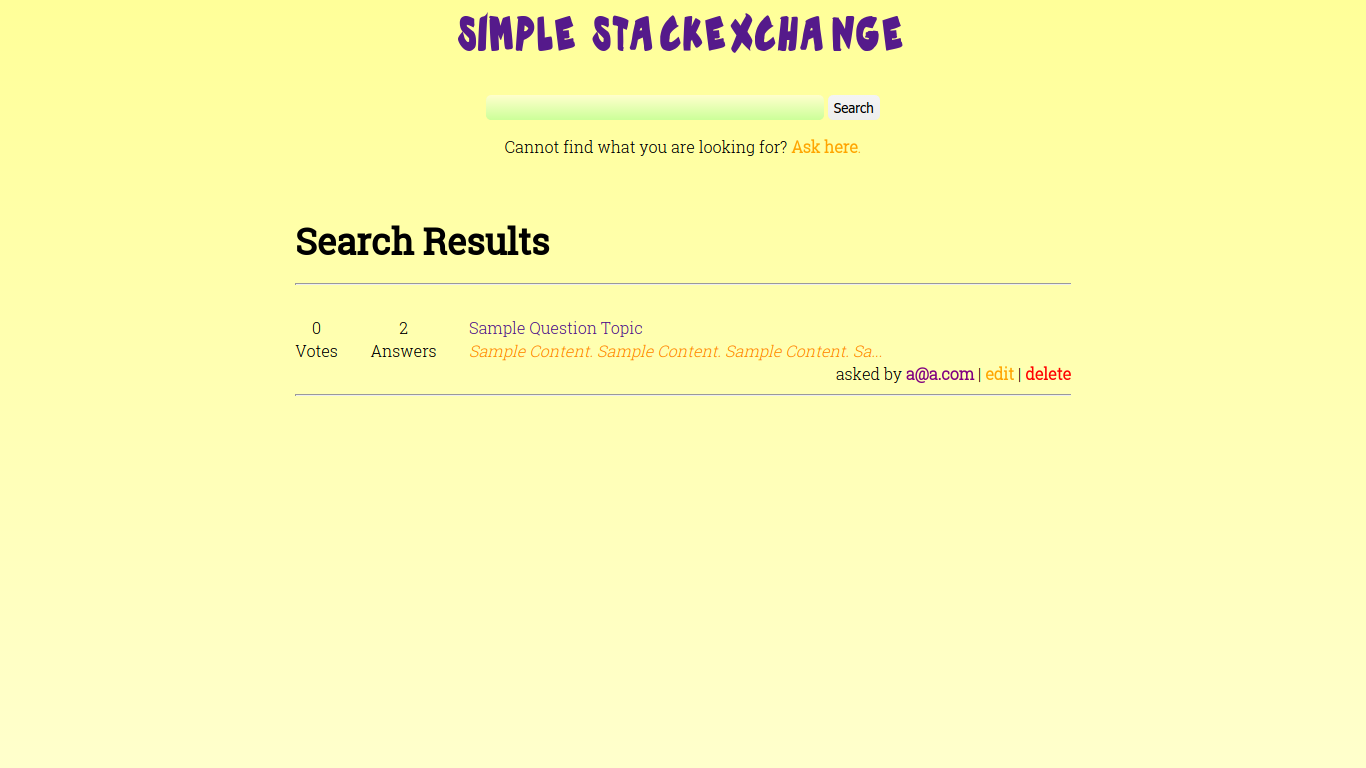 SIMPLE STACKEXCHANGE
Search
Cannot find what you are looking for? Ask here.
Search Results
0 2 Sample Question Topic
Votes Answers Sample Content. Sample Content. Sample Content. Sa...
asked by a@a.com | edit | delete